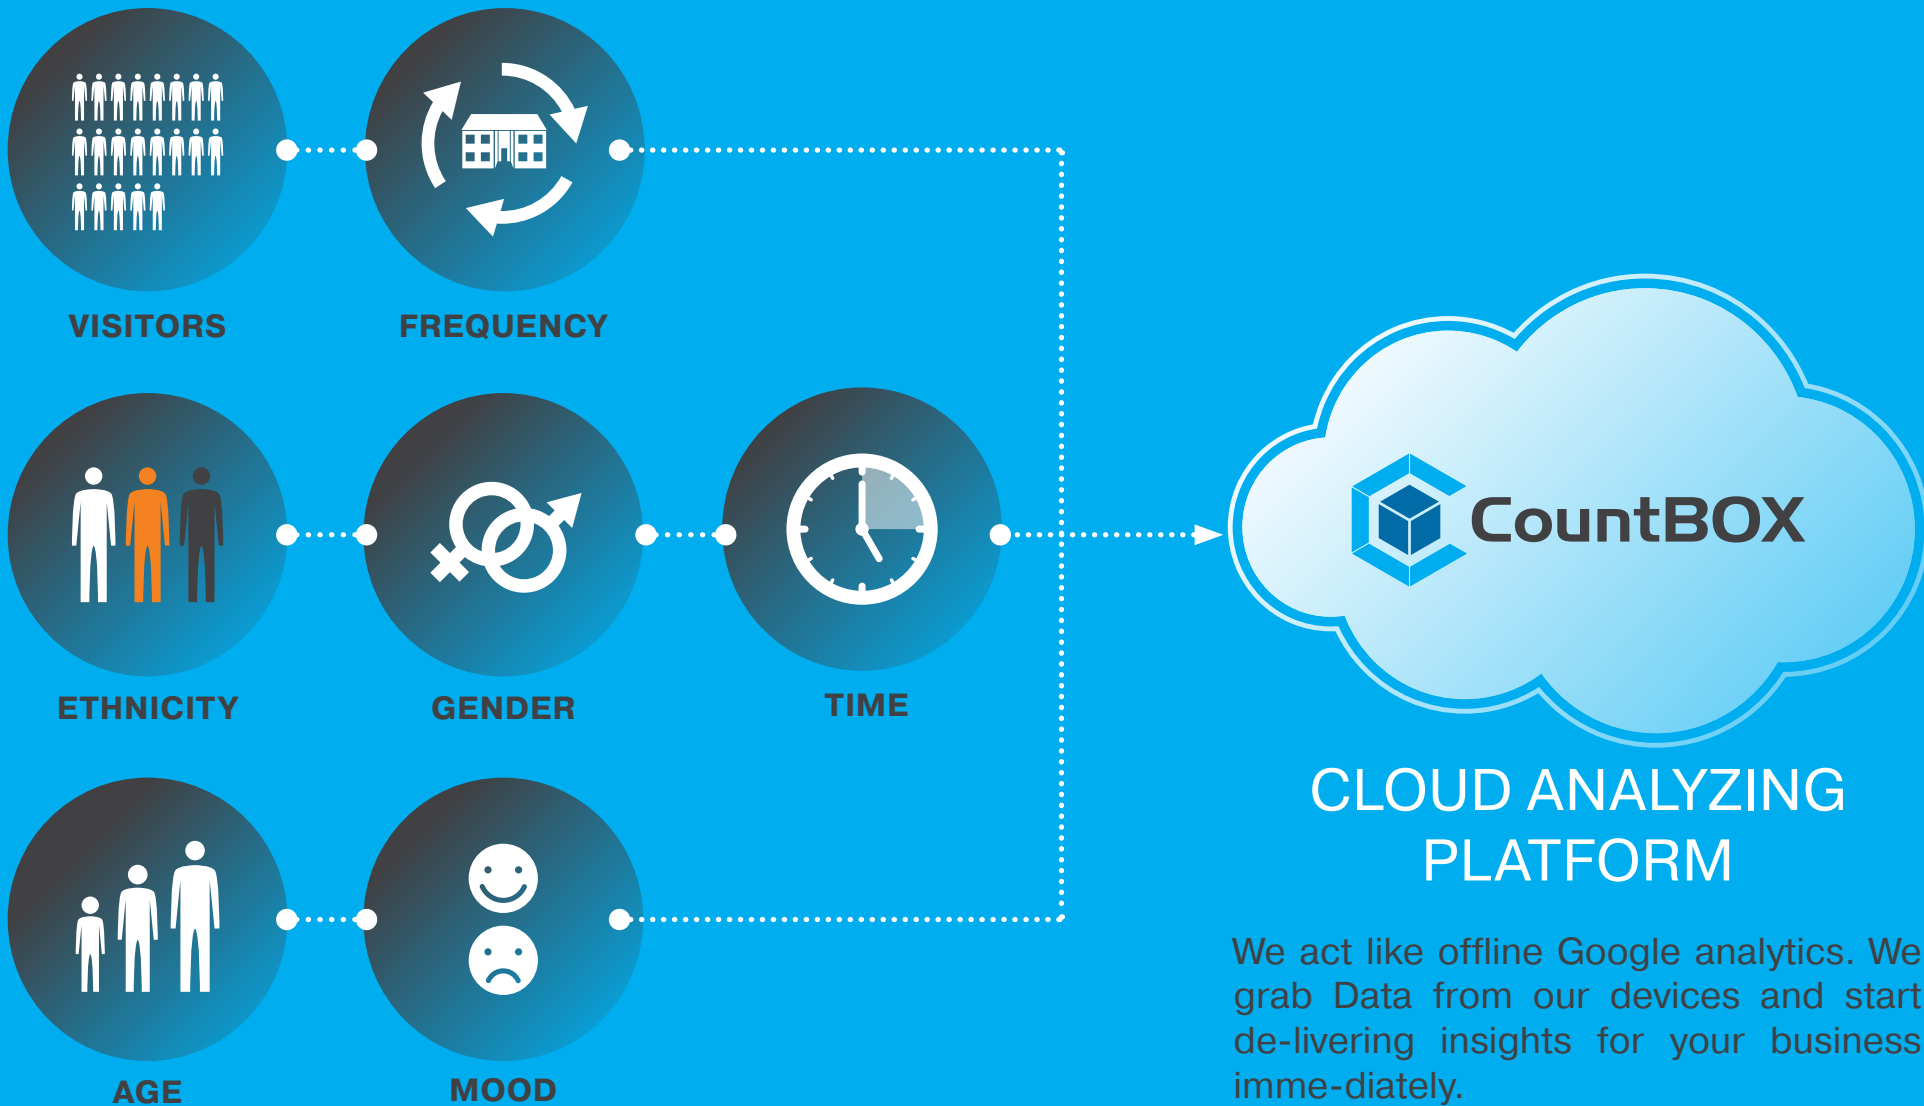 VISITORS
FREQUENCY
ETHNICITY
GENDER
TIME
AGE
MOOD
CountBOX
CLOUD ANALYZING
PLATFORM
We act like offline Google analytics. We
grab Data from our devices and start
de-livering insights for your business
imme-diately.